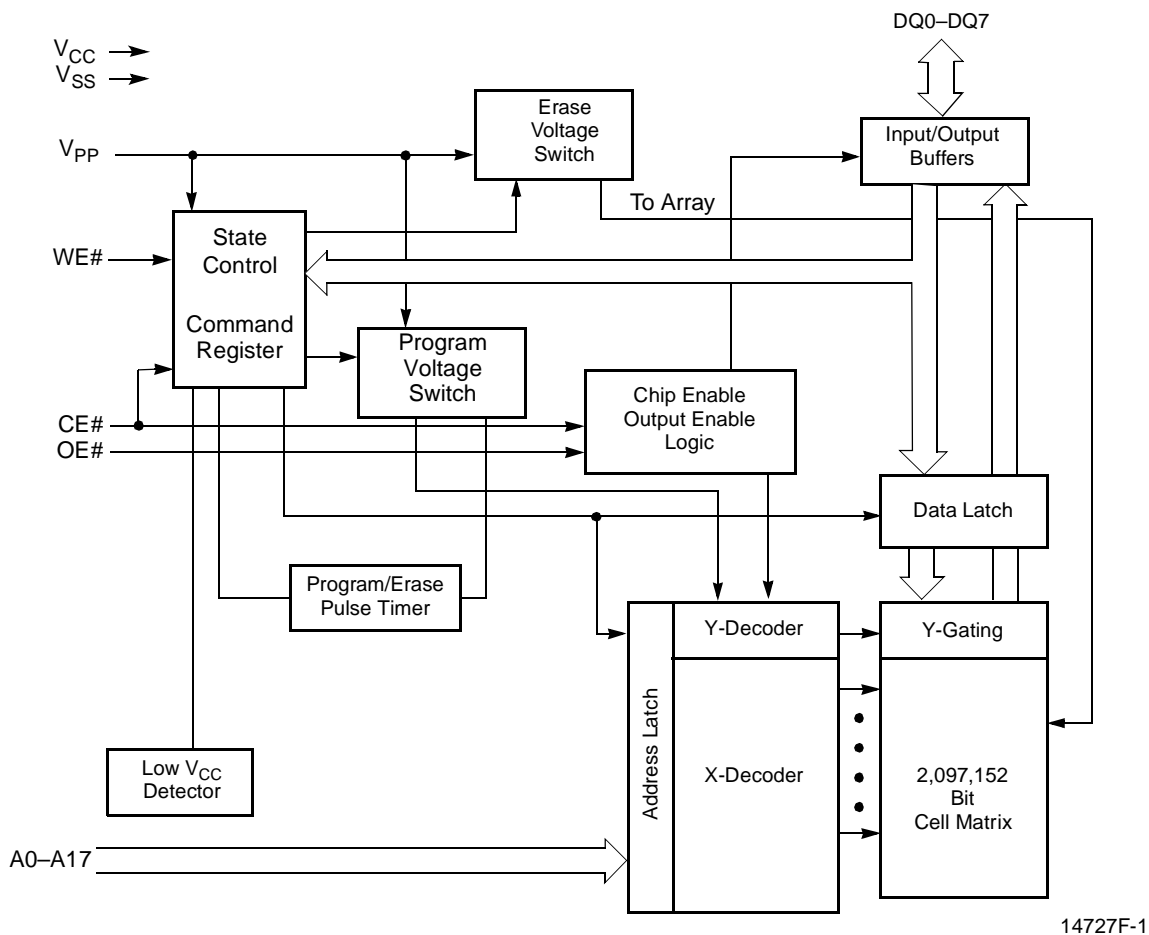 DQ0–DQ7
VCC
VSS
Erase
Voltage
Switch
Input/Output
Buffers
VPP
To Array
State
Control
WE#
Command
Register
Program
Voltage
Switch
Chip Enable
Output Enable
Logic
CE#
OE#
Data Latch
Program/Erase
Pulse Timer
Y-Decoder
Y-Gating
Address Latch
Low VCC
Detector
X-Decoder
2,097,152
Bit
Cell Matrix
A0–A17
14727F-1